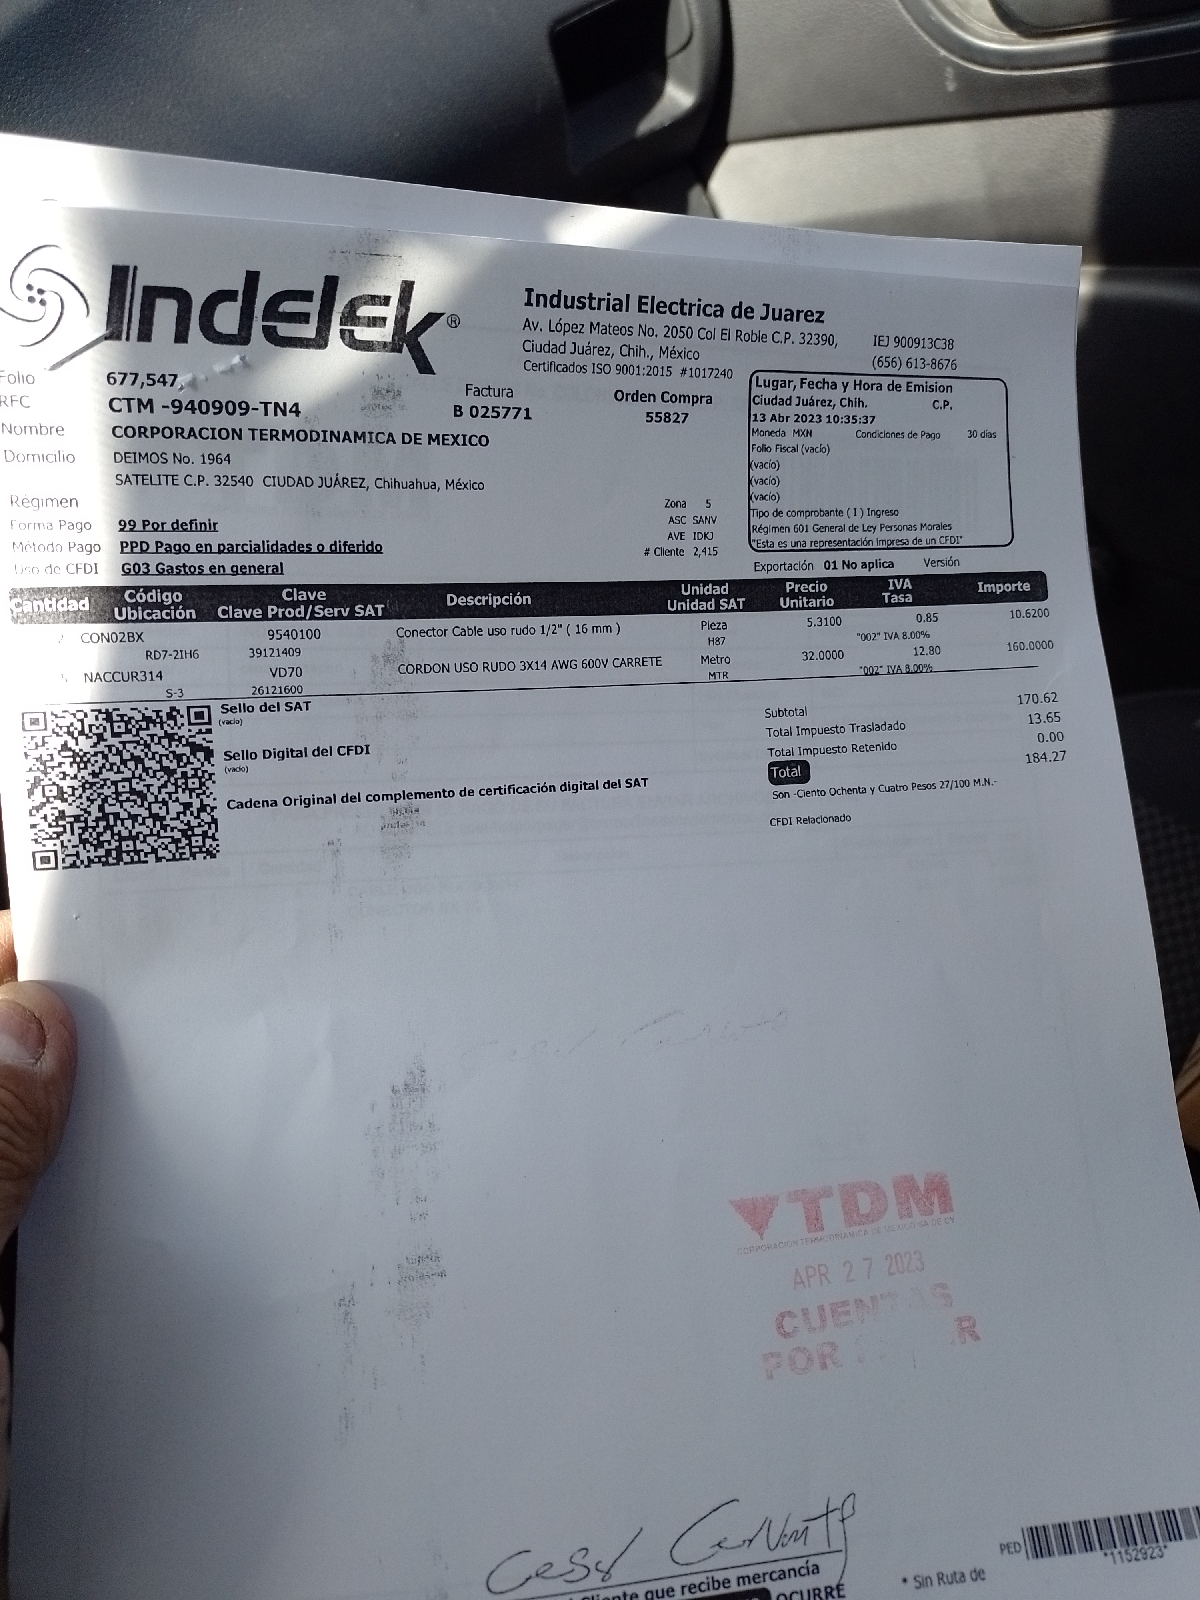 Indelek®
Industrial Electrica de Juarez
Av. López Mateos No. 2050 Col El Roble C.P. 32390,
Ciudad Juárez, Chih., México
Certificados ISO 9001:2015 #1017240
IEJ 900913C38
(656) 613-8676
Folio 677,547
RFC CTM -940909-TN4
Factura
B 025771
Orden Compra
55827
Nombre CORPORACION TERMODINAMICA DE MEXICO
Domicilio DEIMOS No. 1964
SATELITE C.P. 32540 CIUDAD JUÁREZ, Chihuahua, México
Régimen
Forma Pago 99 Por definir
Método Pago PPD Pago en parcialidades o diferido
Uso de CFDI G03 Gastos en general
Zona 5
ASC SANV
AVE IDKJ
# Cliente 2,415
Lugar, Fecha y Hora de Emision
Ciudad Juárez, Chih. C.P.
13 Abr 2023 10:35:37
Moneda MXN Condiciones de Pago 30 días
Folio Fiscal (vacío)
(vacío)
(vacío)
(vacío)
Tipo de comprobante ( I ) Ingreso
Régimen 601 General de Ley Personas Morales
"Esta es una representación impresa de un CFDI"
Exportación 01 No aplica Versión
Cantidad Código Ubicación Clave Clave Prod/Serv SAT Descripción Unidad Unidad SAT Precio Unitario IVA Tasa Importe
CON02BX 9540100 Conector Cable uso rudo 1/2" ( 16 mm ) Pieza 5.3100 0.85 10.6200
RD7-2IH6 39121409 H87 "002" IVA 8.00%
NACCUR314 VD70 CORDON USO RUDO 3X14 AWG 600V CARRETE Metro 32.0000 12.80 160.0000
S-3 26121600 MTR "002" IVA 8.00%
Sello del SAT
(vacío)
Sello Digital del CFDI
(vacío)
Cadena Original del complemento de certificación digital del SAT
Subtotal 170.62
Total Impuesto Trasladado 13.65
Total Impuesto Retenido 0.00
Total 184.27
Son -Ciento Ochenta y Cuatro Pesos 27/100 M.N.-
CFDI Relacionado
TDM
CORPORACION TERMODINAMICA DE MEXICO SA DE CV
APR 27 2023
CUENTAS
POR
Cliente que recibe mercancía
OCURRE
* Sin Ruta de
PED
*1152923*